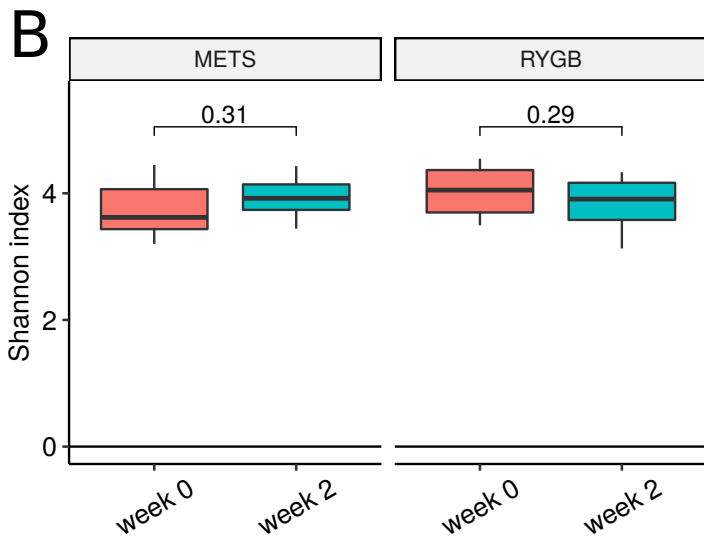 B
METS
RYGB
0.31
0.29
Shannon index
4
2
0
week 0
week 2
week 0
week 2